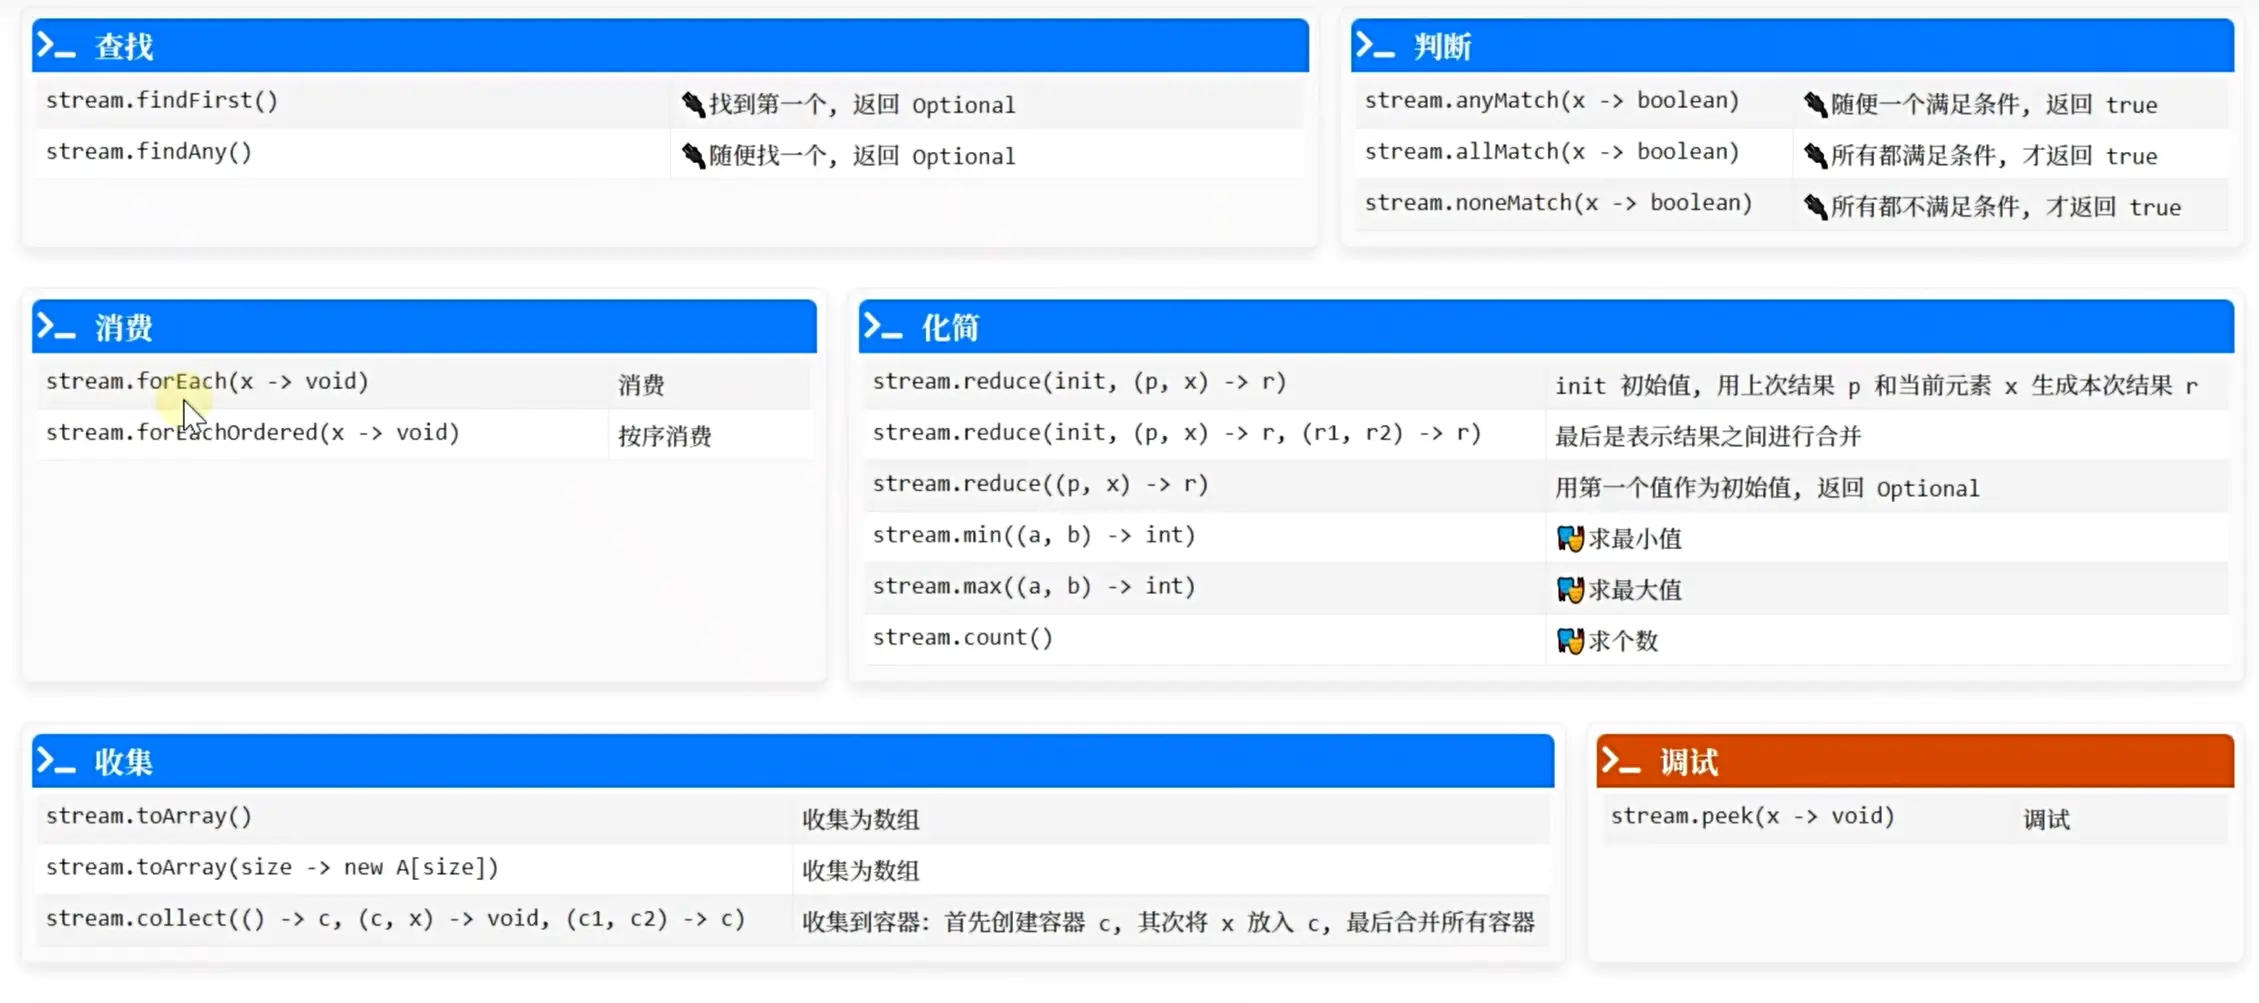 查找
stream.findFirst() 找到第一个，返回 Optional
stream.findAny() 随便找一个，返回 Optional
判断
stream.anyMatch(x -> boolean) 随便一个满足条件，返回 true
stream.allMatch(x -> boolean) 所有都满足条件，才返回 true
stream.noneMatch(x -> boolean) 所有都不满足条件，才返回 true
消费
stream.forEach(x -> void) 消费
stream.forEachOrdered(x -> void) 按序消费
化简
stream.reduce(init, (p, x) -> r) init 初始值，用上次结果 p 和当前元素 x 生成本次结果 r
stream.reduce(init, (p, x) -> r, (r1, r2) -> r) 最后是表示结果之间进行合并
stream.reduce((p, x) -> r) 用第一个值作为初始值，返回 Optional
stream.min((a, b) -> int) 求最小值
stream.max((a, b) -> int) 求最大值
stream.count() 求个数
收集
stream.toArray() 收集为数组
stream.toArray(size -> new A[size]) 收集为数组
stream.collect(() -> c, (c, x) -> void, (c1, c2) -> c) 收集到容器：首先创建容器 c，其次将 x 放入 c，最后合并所有容器
调试
stream.peek(x -> void) 调试